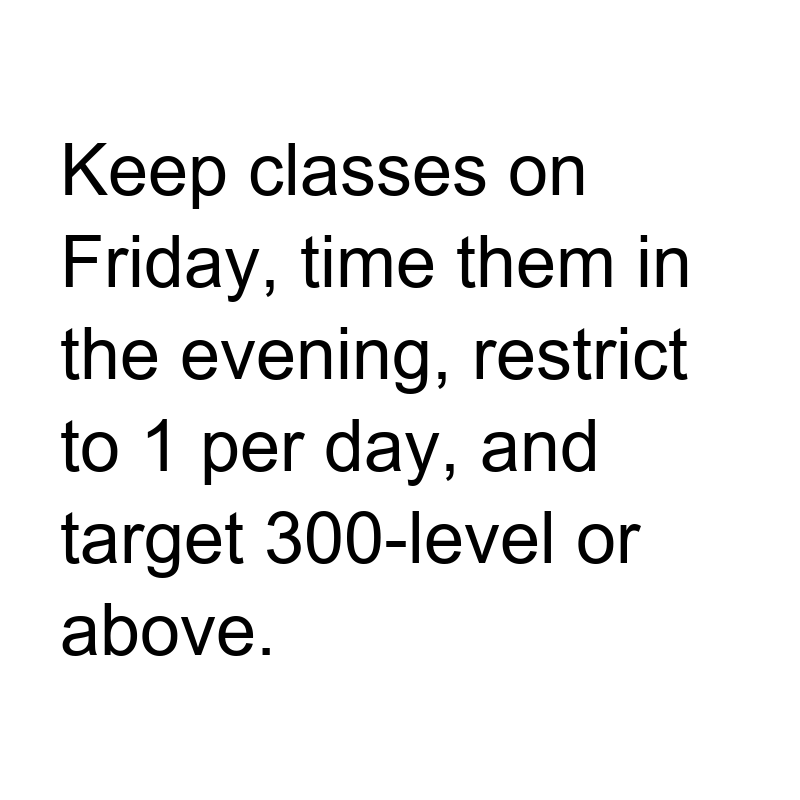 Keep classes on
Friday, time them in
the evening, restrict
to 1 per day, and
target 300-level or
above.